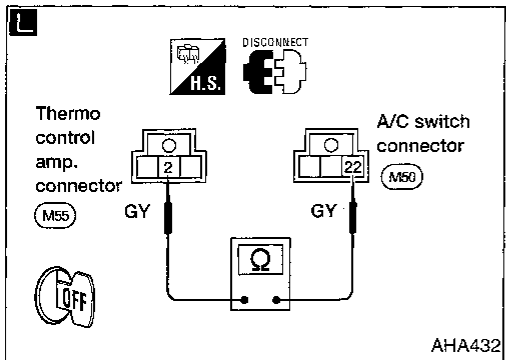 L
DISCONNECT
H.S.
Thermo
control
amp.
connector
M55
2
GY
A/C switch
connector
M50
22
GY
Ω
OFF
AHA432